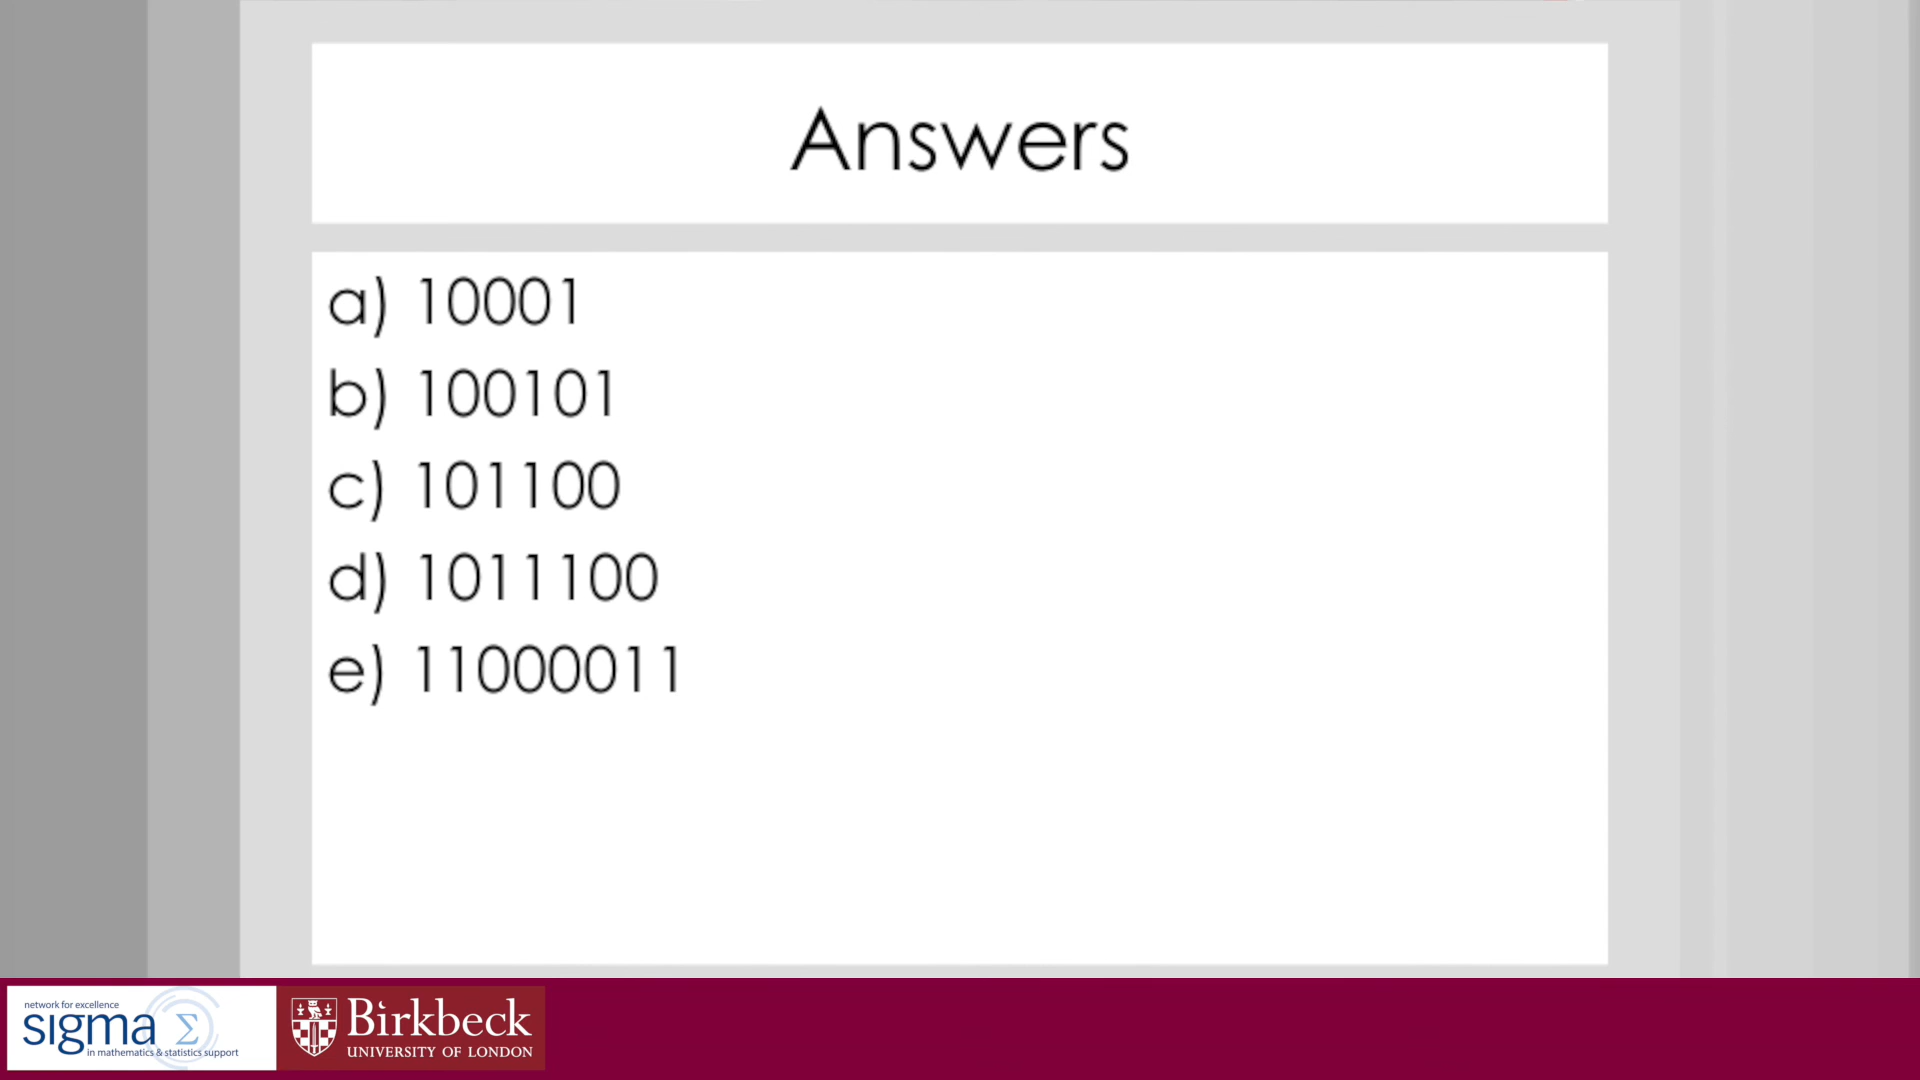 Answers
a) 10001
b) 100101
c) 101100
d) 1011100
e) 11000011
network for excellence
sigma Σ
in mathematics & statistics support
Birkbeck
UNIVERSITY OF LONDON